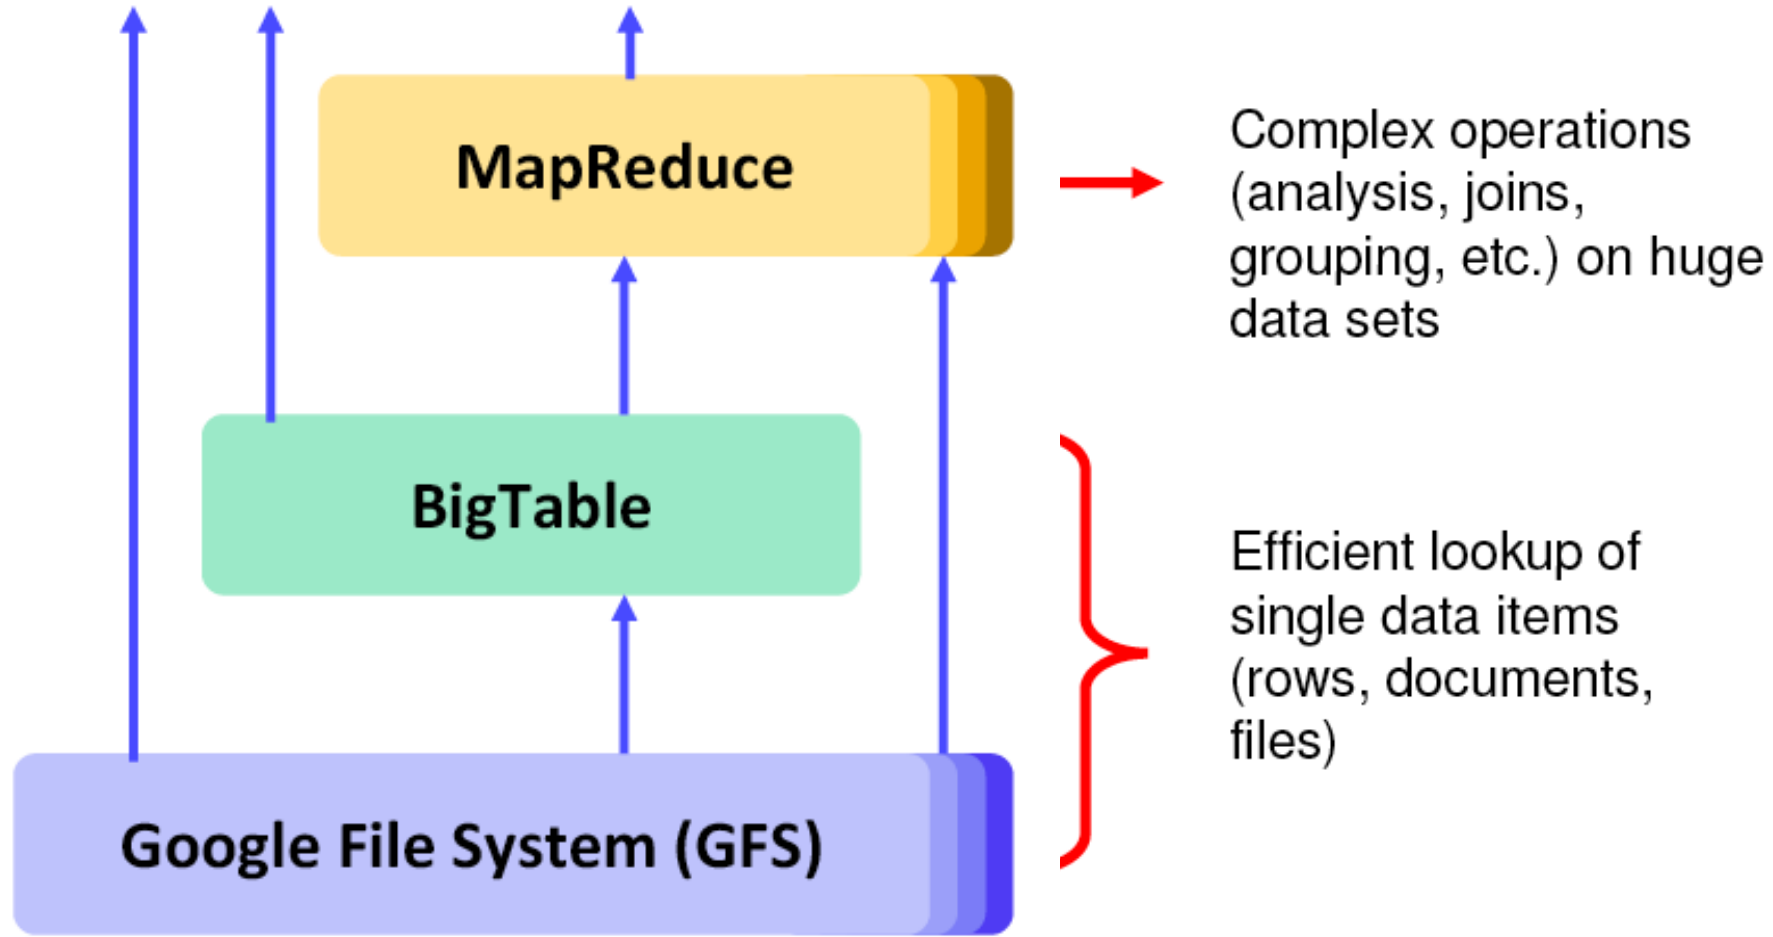 MapReduce
Complex operations
(analysis, joins,
grouping, etc.) on huge
data sets
BigTable
Efficient lookup of
single data items
(rows, documents,
files)
Google File System (GFS)